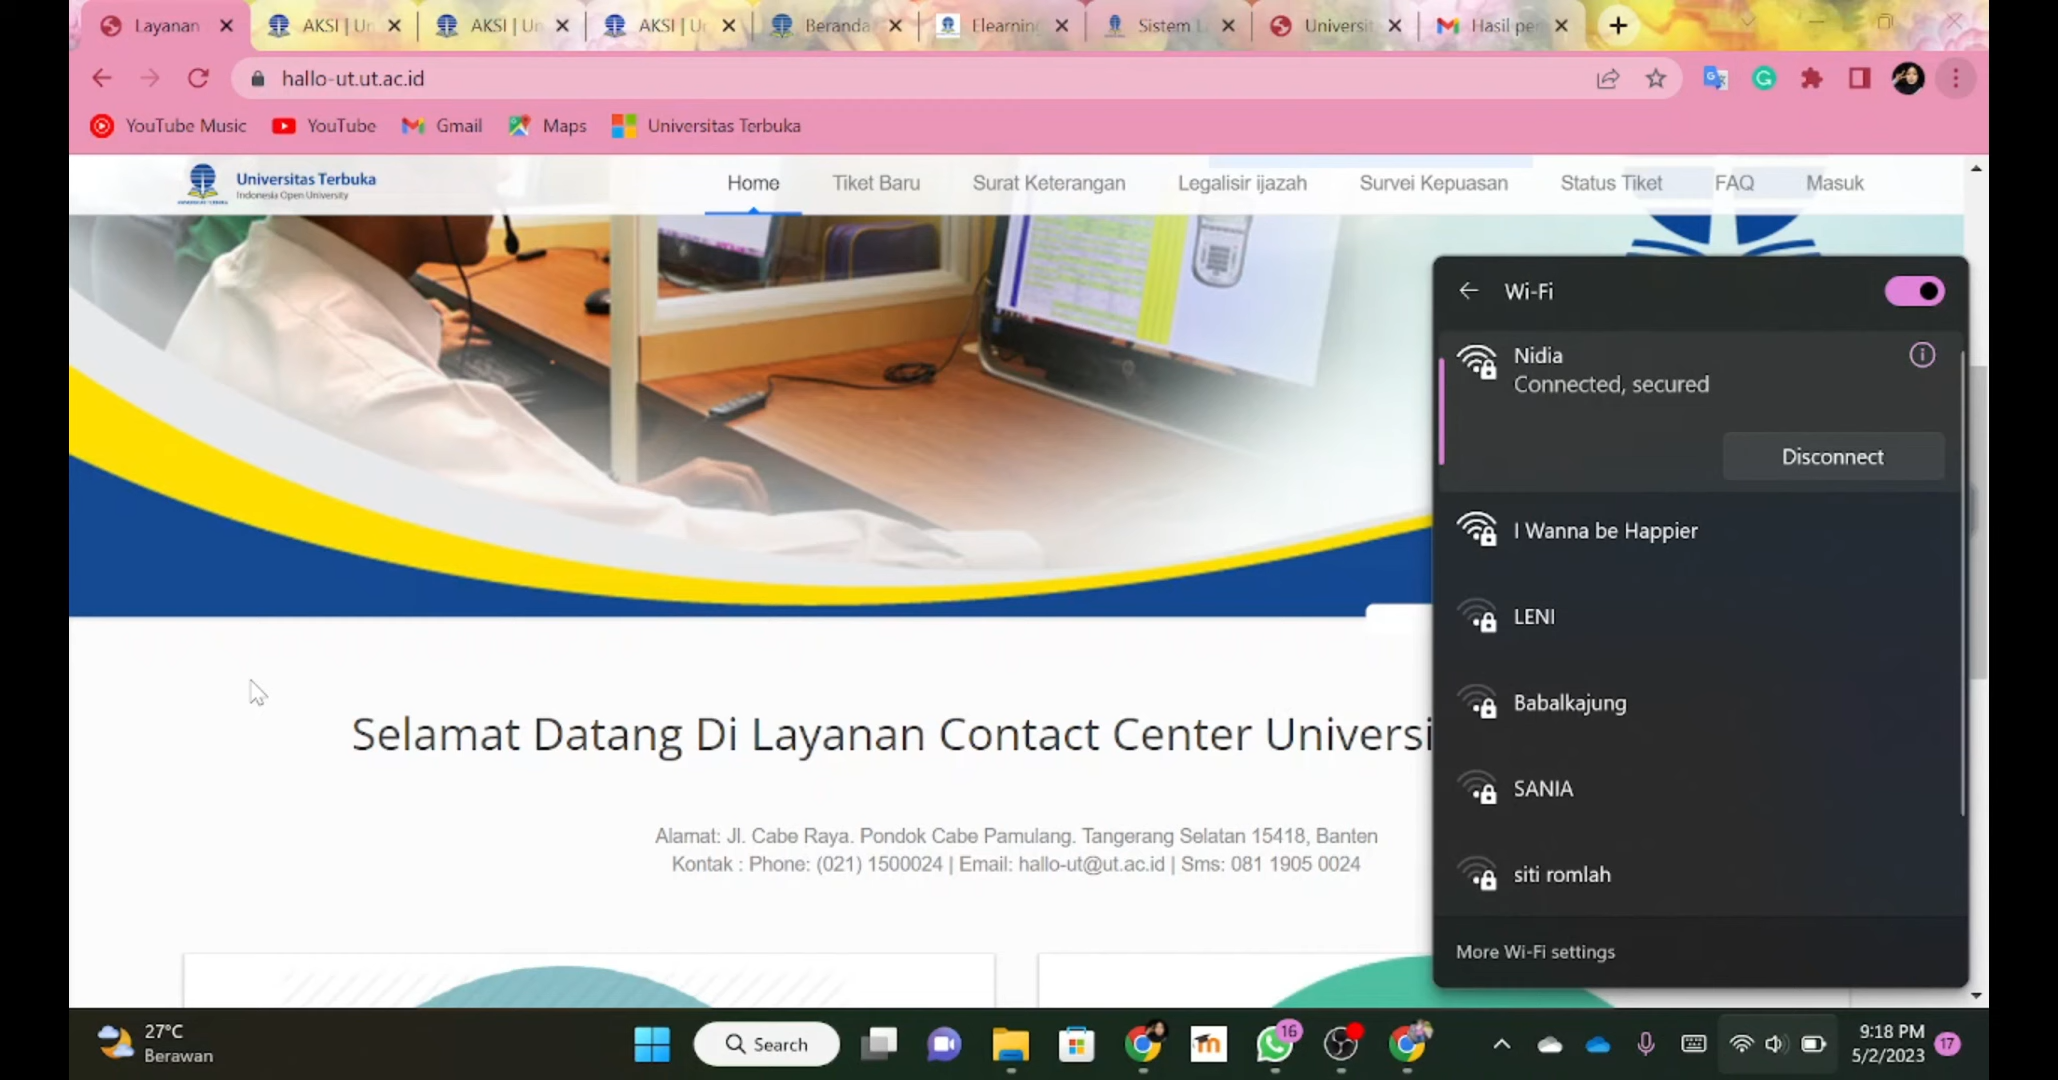 Layanan
AKSI | Un
AKSI | Un
AKSI | Un
Beranda
Elearning
Sistem L
Universit
Hasil pe
hallo-ut.ut.ac.id
YouTube Music
YouTube
Gmail
Maps
Universitas Terbuka
Universitas Terbuka
Indonesia Open University
Home
Tiket Baru
Surat Keterangan
Legalisir ijazah
Survei Kepuasan
Status Tiket
FAQ
Masuk
Selamat Datang Di Layanan Contact Center Universi
Alamat: Jl. Cabe Raya. Pondok Cabe Pamulang. Tangerang Selatan 15418, Banten
Kontak : Phone: (021) 1500024 | Email: hallo-ut@ut.ac.id | Sms: 081 1905 0024
Wi-Fi
Nidia
Connected, secured
Disconnect
I Wanna be Happier
LENI
Babalkajung
SANIA
siti romlah
More Wi-Fi settings
27°C
Berawan
Search
16
9:18 PM
5/2/2023
17